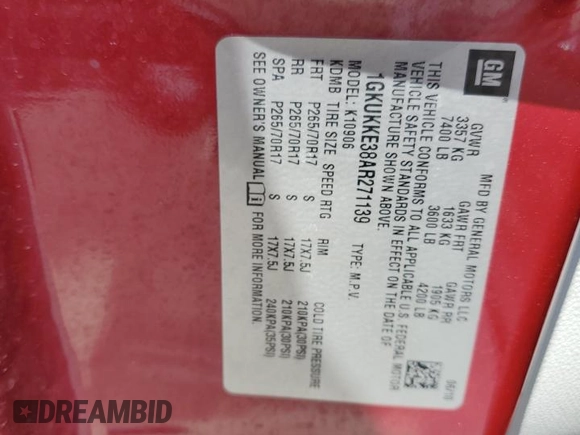 GM
MFD BY GENERAL MOTORS LLC
06/10
GVWR GAWR FRT GAWR RR
3357 KG 1633 KG 1905 KG
7400 LB 3600 LB 4200 LB
THIS VEHICLE CONFORMS TO ALL APPLICABLE U.S. FEDERAL MOTOR
VEHICLE SAFETY STANDARDS IN EFFECT ON THE DATE OF
MANUFACTURE SHOWN ABOVE.
1GKUKKE38AR271139 TYPE: M.P.V.
MODEL: K10906
KDMB TIRE SIZE SPEED RTG RIM COLD TIRE PRESSURE
FRT P265/70R17 S 17X7.5J 210KPA(30PSI)
RR P265/70R17 S 17X7.5J 210KPA(30PSI)
SPA P265/70R17 S 17X7.5J 240KPA(35PSI)
SEE OWNER'S MANUAL FOR MORE INFORMATION.
DREAMBID